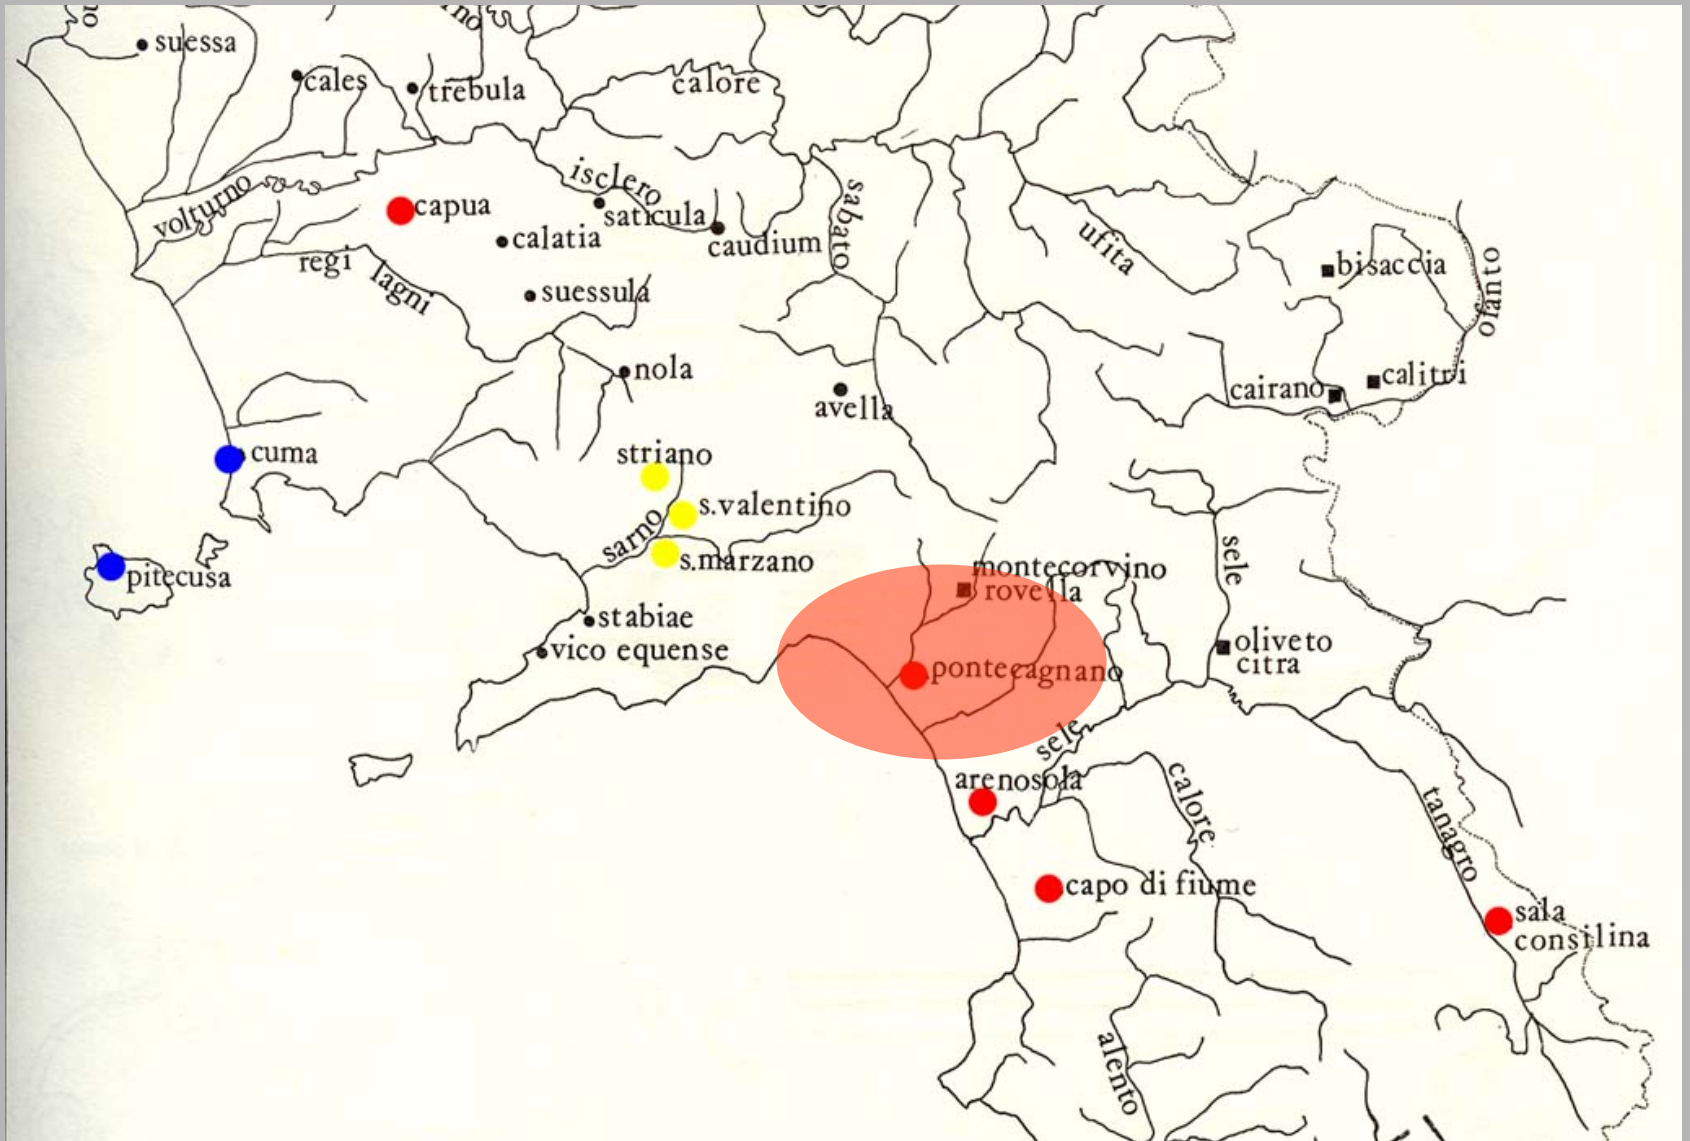 suessa
cales
trebula
calore
volturno
capua
isclero
saticula
calatia
caudium
sabato
ufita
bisaccia
ofanto
regi lagni
suessula
nola
avella
cairano
calitri
cuma
striano
s.valentino
sarno
s.marzano
pitecusa
stabiae
vico equense
montecorvino
rovella
pontecagnano
sele
oliveto
citra
sele
arenosola
calore
tanagro
capo di fiume
sala
consilina
alento